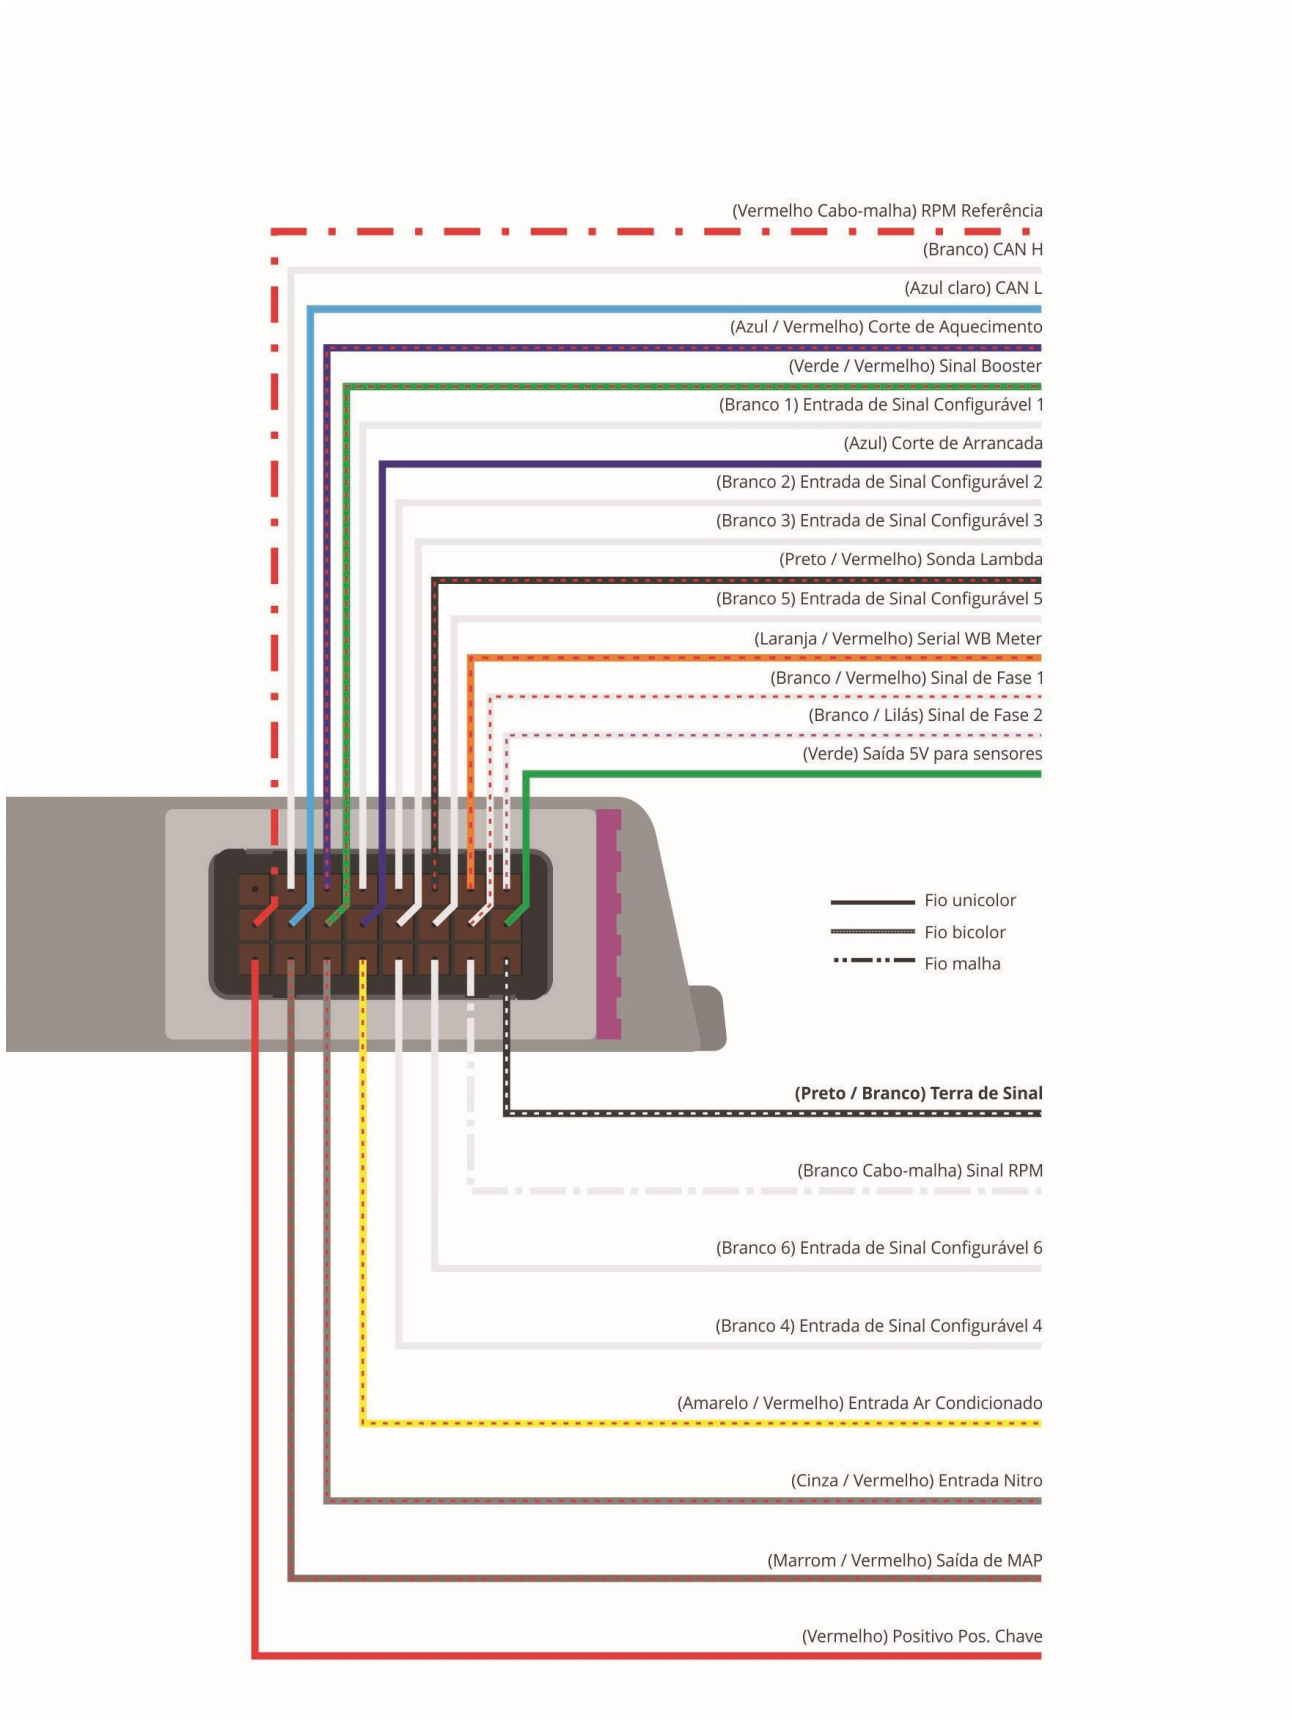 (Vermelho Cabo-malha) RPM Referência
(Branco) CAN H
(Azul claro) CAN L
(Azul / Vermelho) Corte de Aquecimento
(Verde / Vermelho) Sinal Booster
(Branco 1) Entrada de Sinal Configurável 1
(Azul) Corte de Arrancada
(Branco 2) Entrada de Sinal Configurável 2
(Branco 3) Entrada de Sinal Configurável 3
(Preto / Vermelho) Sonda Lambda
(Branco 5) Entrada de Sinal Configurável 5
(Laranja / Vermelho) Serial WB Meter
(Branco / Vermelho) Sinal de Fase 1
(Branco / Lilás) Sinal de Fase 2
(Verde) Saída 5V para sensores
Fio unicolor
Fio bicolor
Fio malha
(Preto / Branco) Terra de Sinal
(Branco Cabo-malha) Sinal RPM
(Branco 6) Entrada de Sinal Configurável 6
(Branco 4) Entrada de Sinal Configurável 4
(Amarelo / Vermelho) Entrada Ar Condicionado
(Cinza / Vermelho) Entrada Nitro
(Marrom / Vermelho) Saída de MAP
(Vermelho) Positivo Pos. Chave